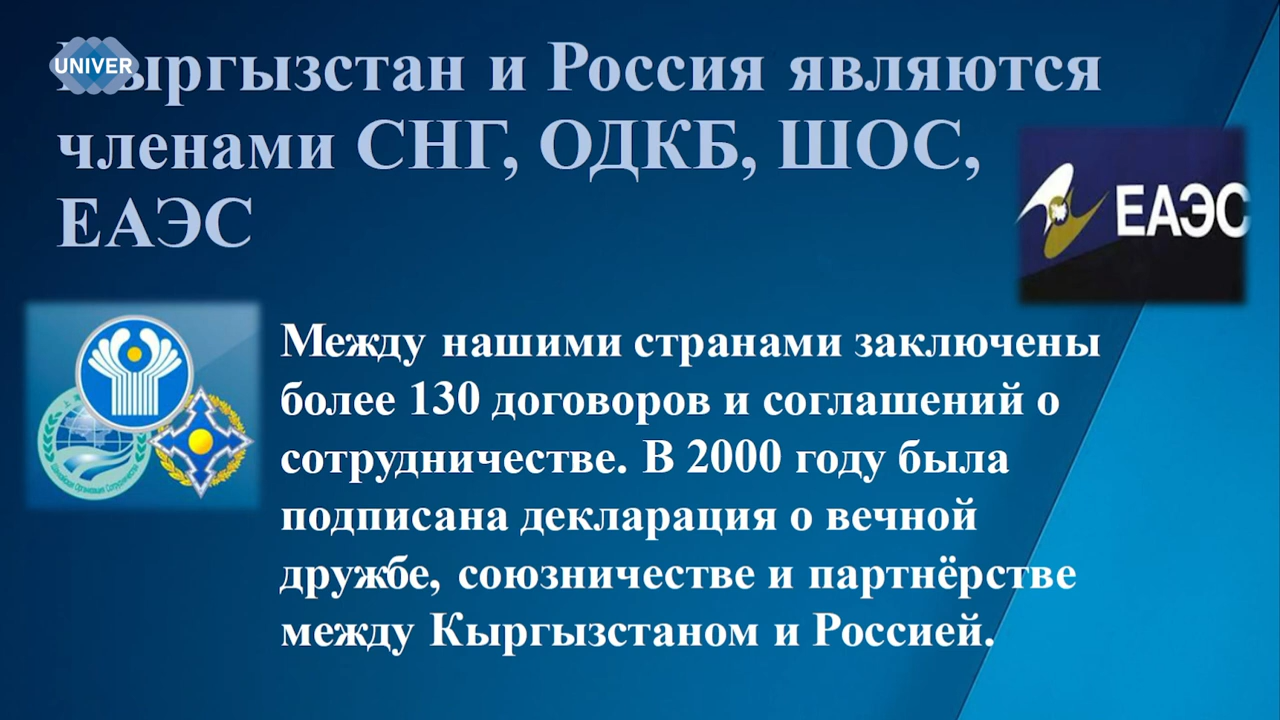 UNIVER
Кыргызстан и Россия являются
членами СНГ, ОДКБ, ШОС,
ЕАЭС
ЕАЭС
Между нашими странами заключены
более 130 договоров и соглашений о
сотрудничестве. В 2000 году была
подписана декларация о вечной
дружбе, союзничестве и партнёрстве
между Кыргызстаном и Россией.